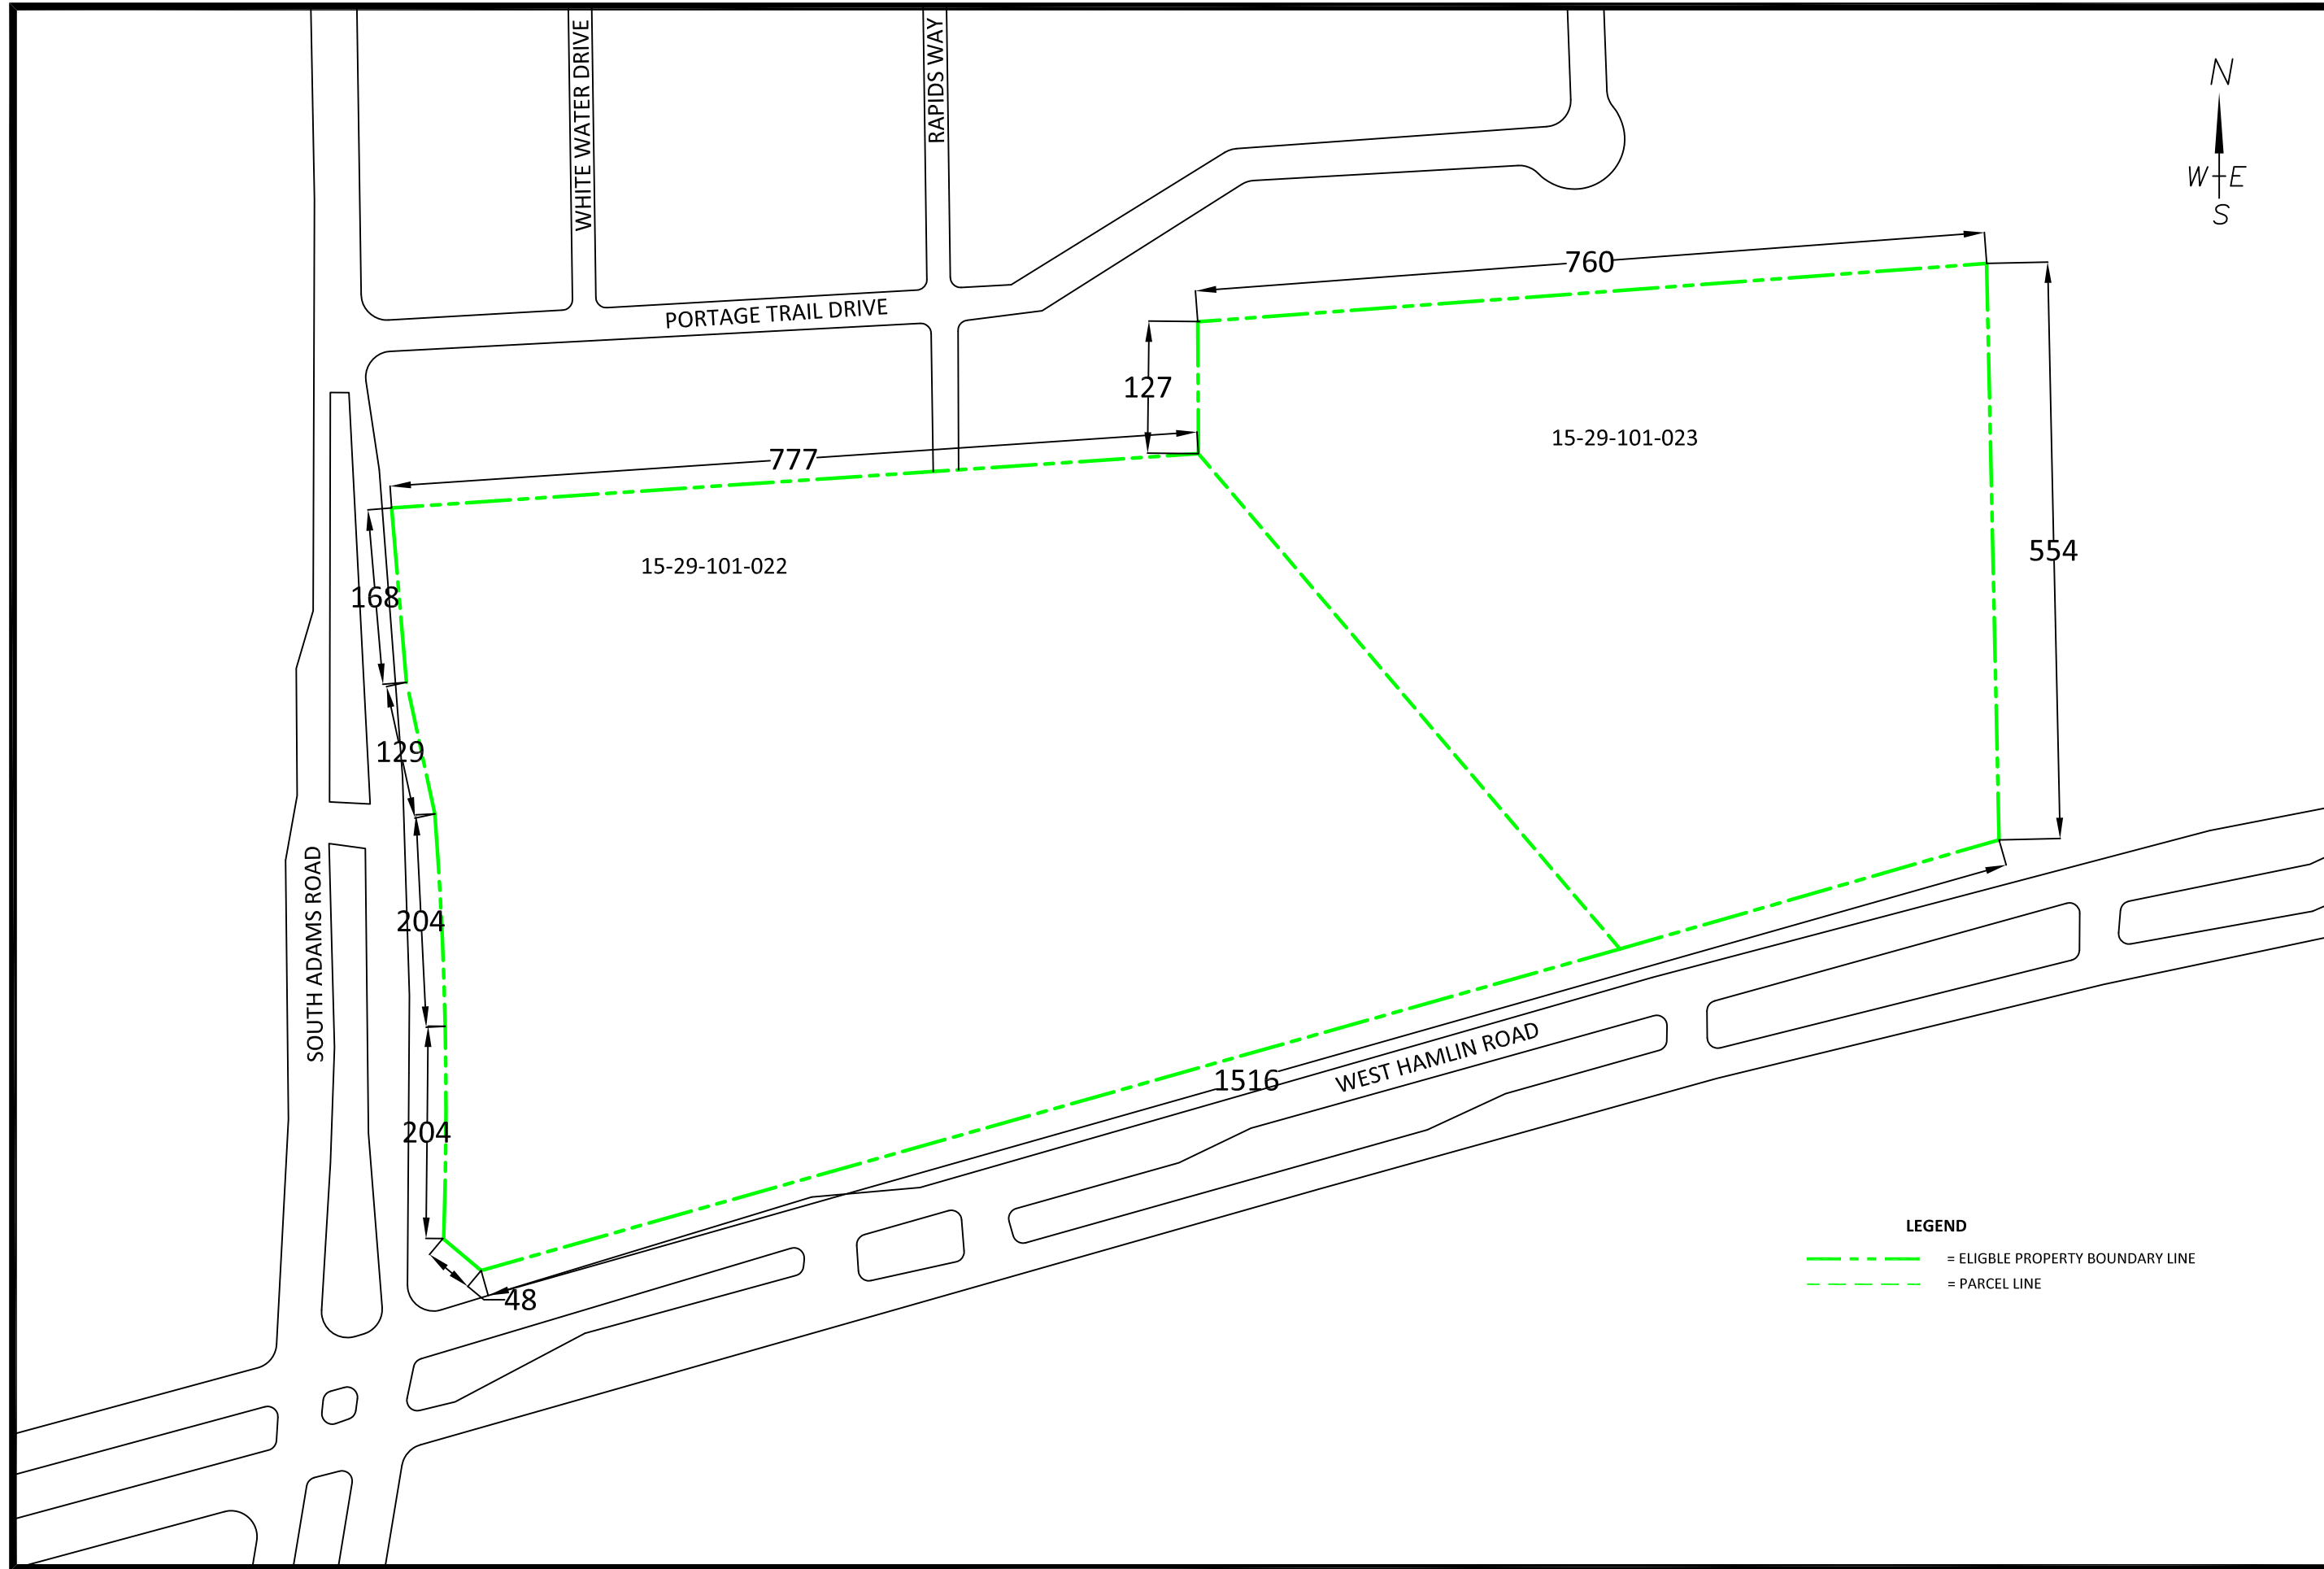 WHITE WATER DRIVE
RAPIDS WAY
N
W E
S
PORTAGE TRAIL DRIVE
760
127
777
15-29-101-023
554
15-29-101-022
168
129
204
SOUTH ADAMS ROAD
204
1516
WEST HAMLIN ROAD
48
LEGEND
= ELIGBLE PROPERTY BOUNDARY LINE
= PARCEL LINE